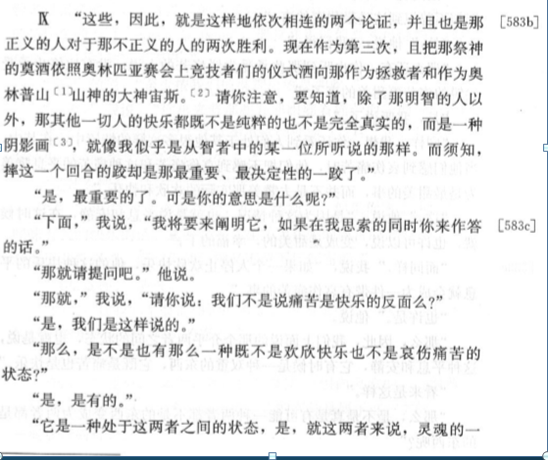 Ⅸ “这些，因此，就是这样地依次相连的两个论证，并且也是那 [583b]
正义的人对于那不正义的人的两次胜利。现在作为第三次，且把那祭神
的奠酒依照奥林匹亚赛会上竞技者们的仪式洒向那作为拯救者和作为奥
林普山〔1〕山神的大神宙斯。〔2〕请你注意，要知道，除了那明智的人以
外，那其他一切人的快乐都既不是纯粹的也不是完全真实的，而是一种
阴影画〔3〕，就像我似乎是从智者中的某一位所听说的那样。而须知，
摔这一个回合的跤却是那最重要、最决定性的一跤了。”
“是，最重要的了。可是你的意思是什么呢?”
“下面，”我说，“我将要来阐明它，如果在我思索的同时你来作答 [583c]
的话。”
“那就请提问吧。”他说。
“那就，”我说，“请你说：我们不是说痛苦是快乐的反面么?”
“是，我们是这样说的。”
“那么，是不是也有那么一种既不是欢欣快乐也不是哀伤痛苦的
状态?”
“是，是有的。”
“它是一种处于这两者之间的状态，是，就这两者来说，灵魂的一